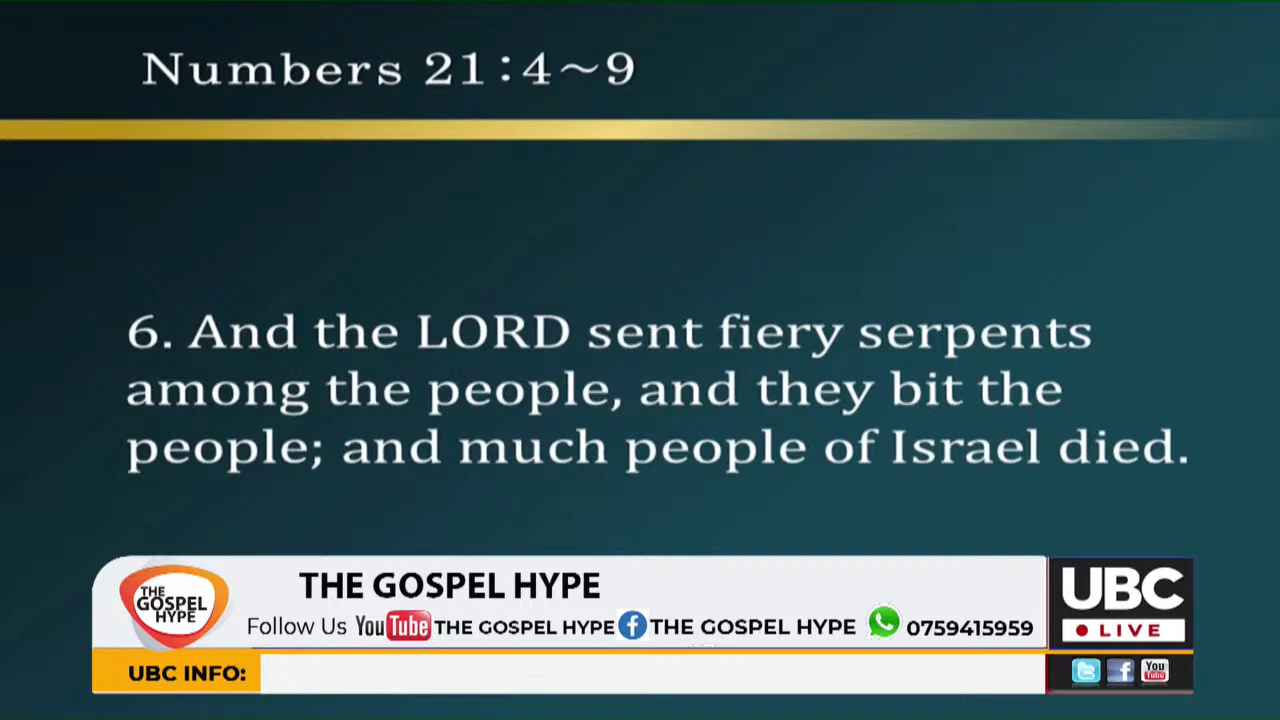 Numbers 21:4~9
6. And the LORD sent fiery serpents
among the people, and they bit the
people; and much people of Israel died.
THE
GOSPEL
HYPE
THE GOSPEL HYPE
Follow Us YouTube THE GOSPEL HYPE f THE GOSPEL HYPE 0759415959
UBC
LIVE
UBC INFO:
You
Tube